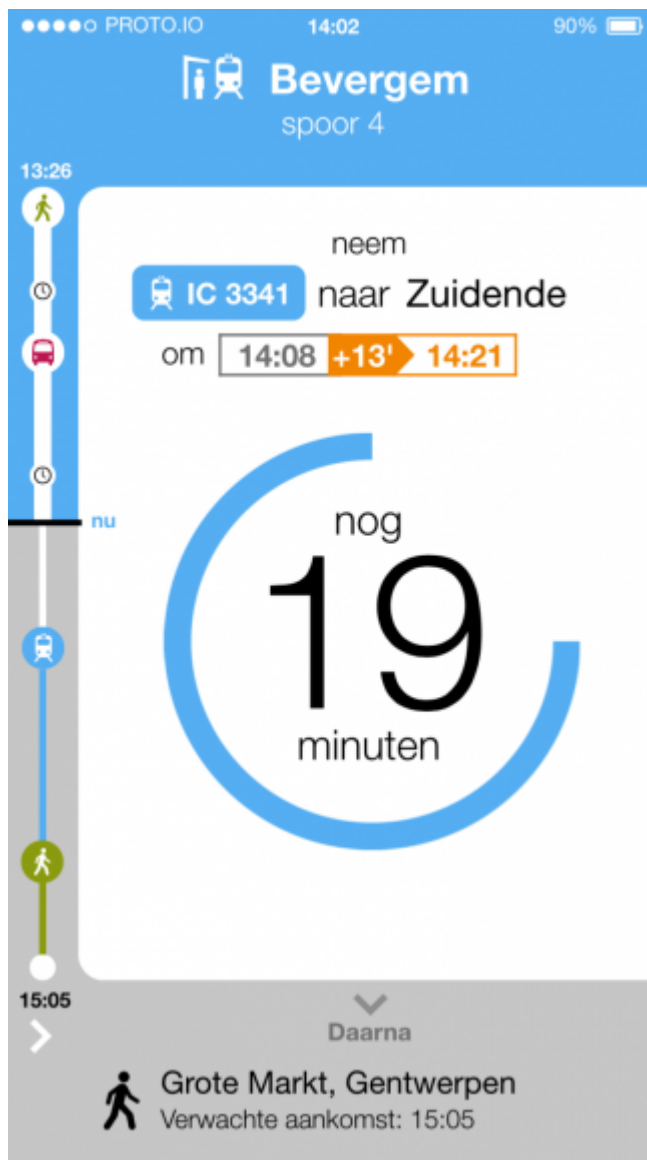 PROTO.IO 14:02 90%
Bevergem
spoor 4
13:26
neem
IC 3341 naar Zuidende
om 14:08 +13' 14:21
nu
nog
19
minuten
15:05
Daarna
Grote Markt, Gentwerpen
Verwachte aankomst: 15:05